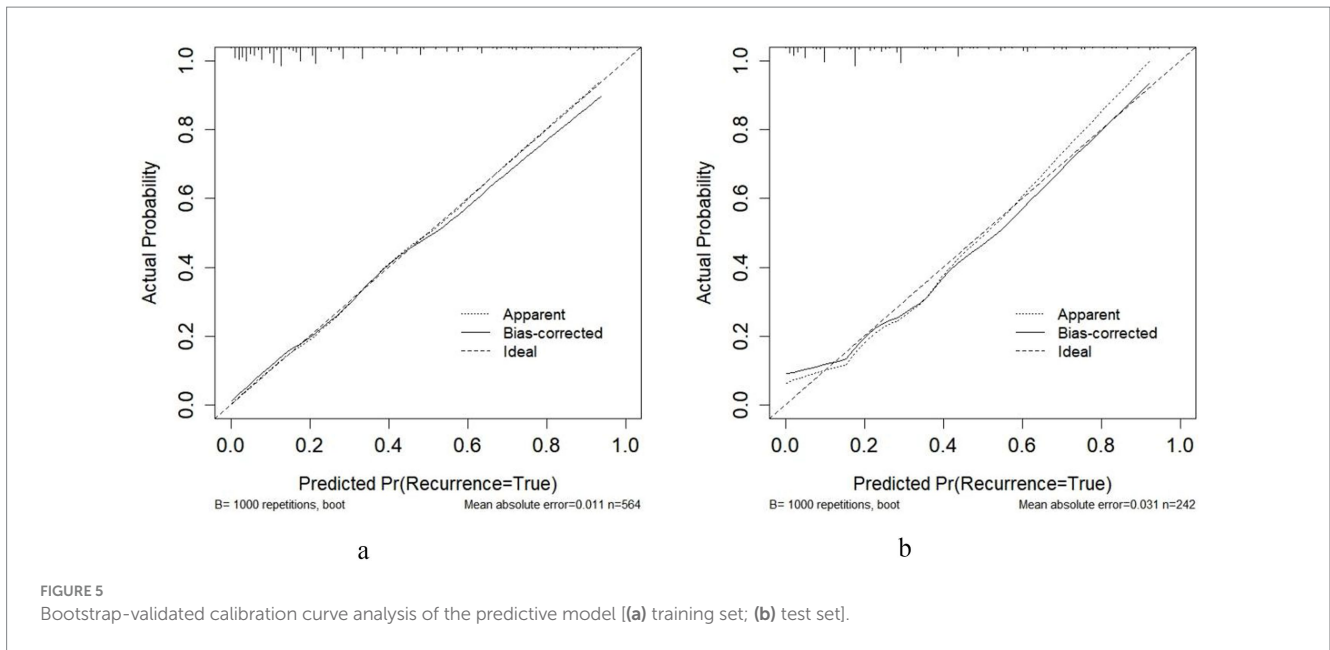 1.0
0.8
0.6
0.4
0.2
0.0
Actual Probability
Apparent
Bias-corrected
Ideal
0.0 0.2 0.4 0.6 0.8 1.0
Predicted Pr(Recurrence=True)
B= 1000 repetitions, boot Mean absolute error=0.011 n=564
a
1.0
0.8
0.6
0.4
0.2
0.0
Actual Probability
Apparent
Bias-corrected
Ideal
0.0 0.2 0.4 0.6 0.8 1.0
Predicted Pr(Recurrence=True)
B= 1000 repetitions, boot Mean absolute error=0.031 n=242
b
FIGURE 5
Bootstrap-validated calibration curve analysis of the predictive model [(a) training set; (b) test set].